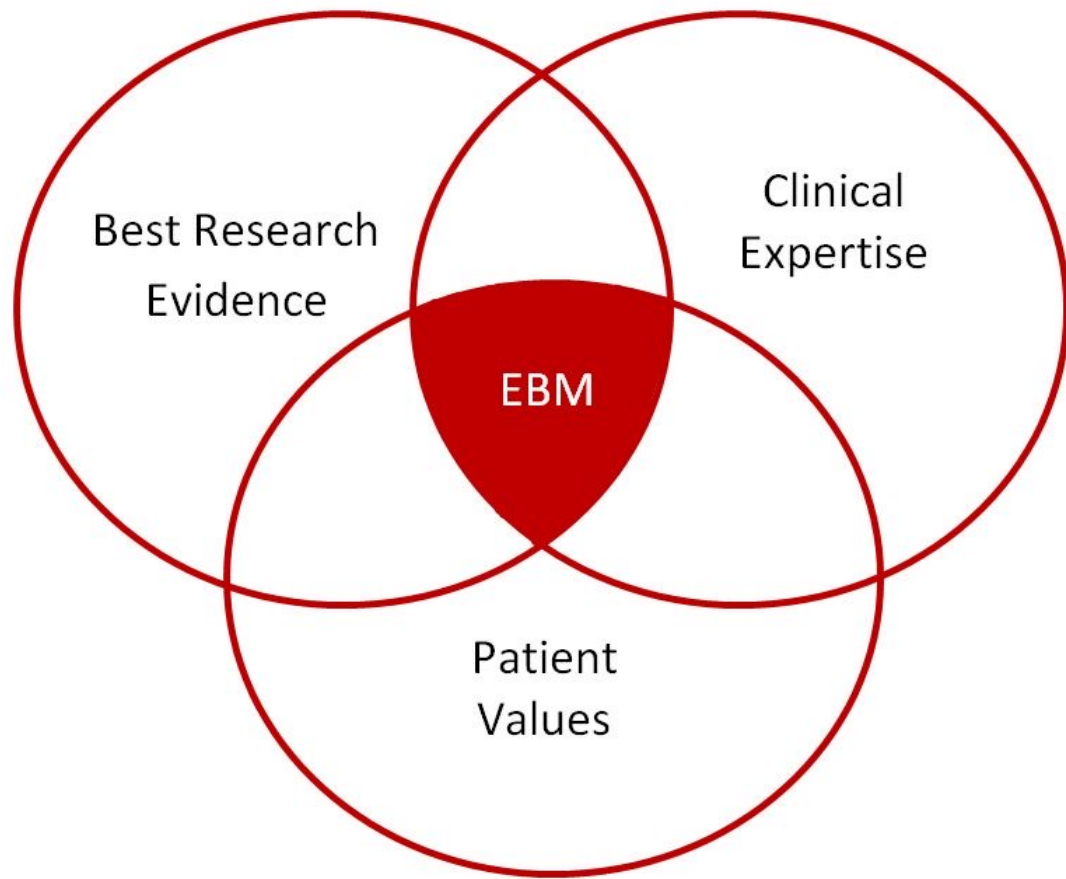 Best Research
Evidence
Clinical
Expertise
EBM
Patient
Values